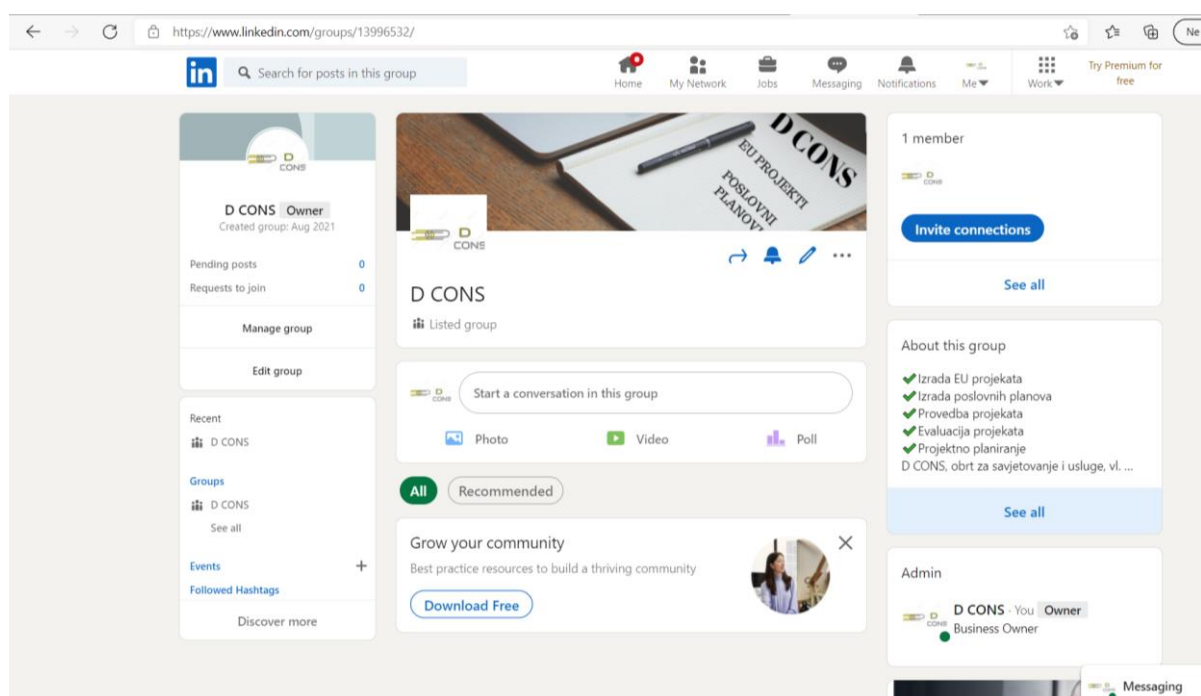 https://www.linkedin.com/groups/13996532/
Ne
in
Search for posts in this group
Home
My Network
Jobs
Messaging
Notifications
Me
Work
Try Premium for
free
D
CONS
D CONS Owner
Created group: Aug 2021
Pending posts 0
Requests to join 0
Manage group
Edit group
Recent
D CONS
Groups
D CONS
See all
Events
Followed Hashtags
Discover more
D CONS
EU PROJEKTI
POSLOVNI
PLANOVI
D
CONS
D CONS
Listed group
D
CONS
Start a conversation in this group
Photo
Video
Poll
All
Recommended
Grow your community
Best practice resources to build a thriving community
Download Free
1 member
D
CONS
Invite connections
See all
About this group
Izrada EU projekata
Izrada poslovnih planova
Provedba projekata
Evaluacija projekata
Projektno planiranje
D CONS, obrt za savjetovanje i usluge, vl. ...
See all
Admin
D
CONS
D CONS · You Owner
Business Owner
Messaging